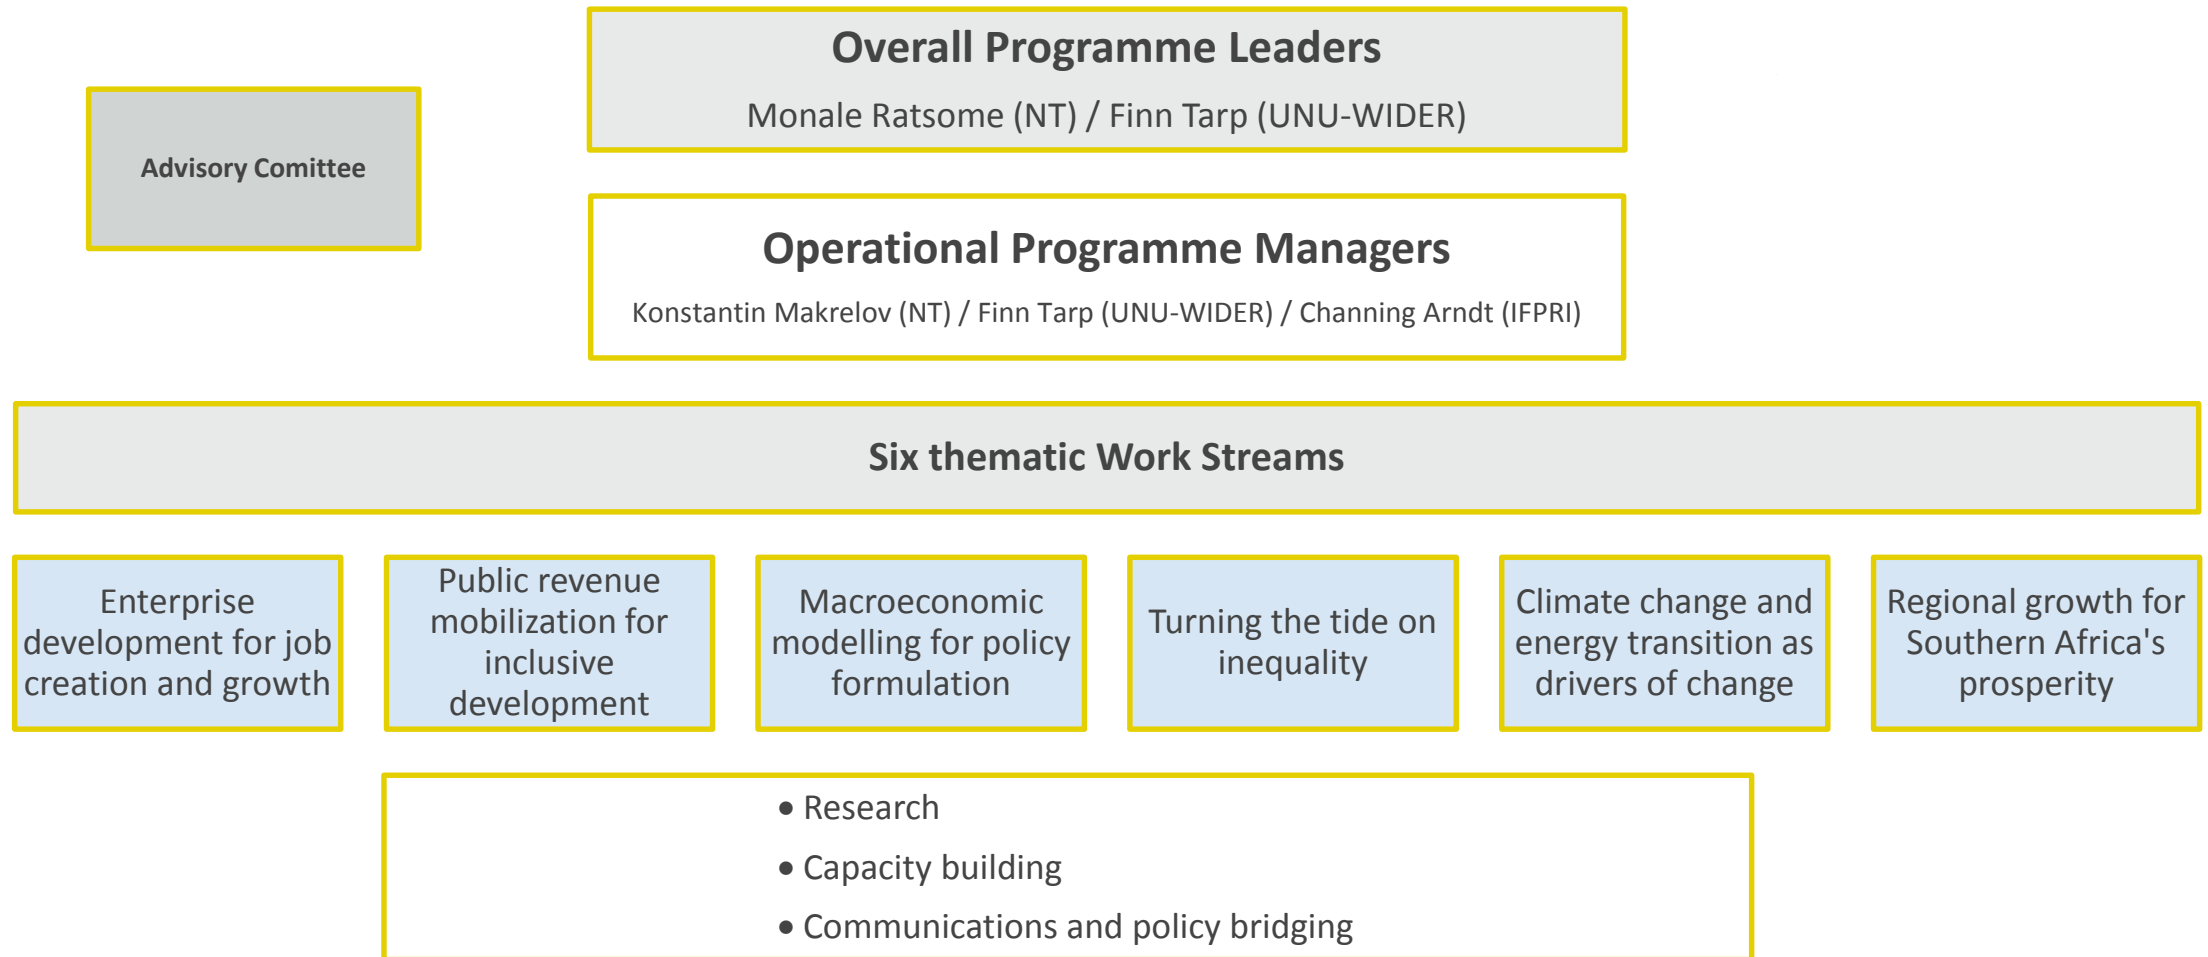 Overall Programme Leaders
Monale Ratsome (NT) / Finn Tarp (UNU-WIDER)
Advisory Comittee
Operational Programme Managers
Konstantin Makrelov (NT) / Finn Tarp (UNU-WIDER) / Channing Arndt (IFPRI)
Six thematic Work Streams
Enterprise
development for job
creation and growth
Public revenue
mobilization for
inclusive
development
Macroeconomic
modelling for policy
formulation
Turning the tide on
inequality
Climate change and
energy transition as
drivers of change
Regional growth for
Southern Africa's
prosperity
• Research
• Capacity building
• Communications and policy bridging